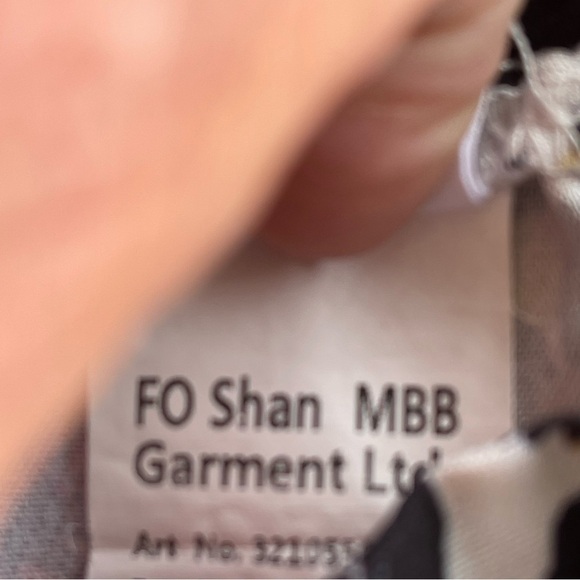 FO Shan MBB
Garment Ltd
Art No.